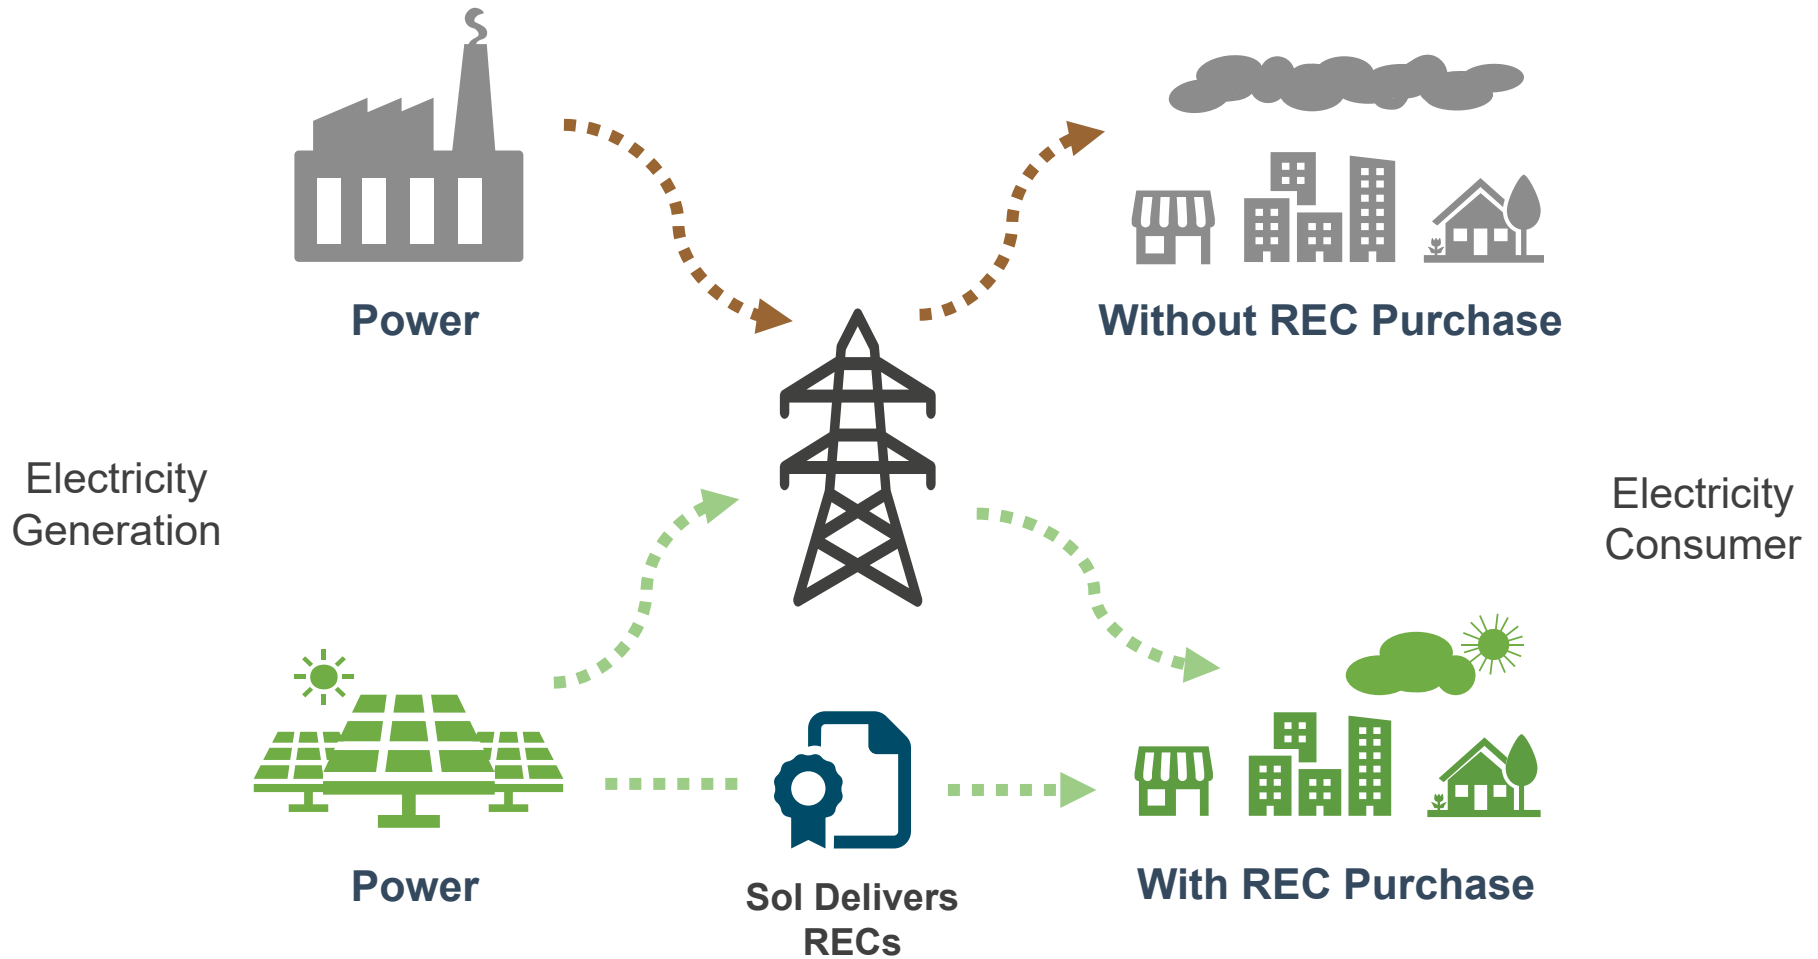 Power
Without REC Purchase
Electricity
Generation
Electricity
Consumer
Power
Sol Delivers
RECs
With REC Purchase